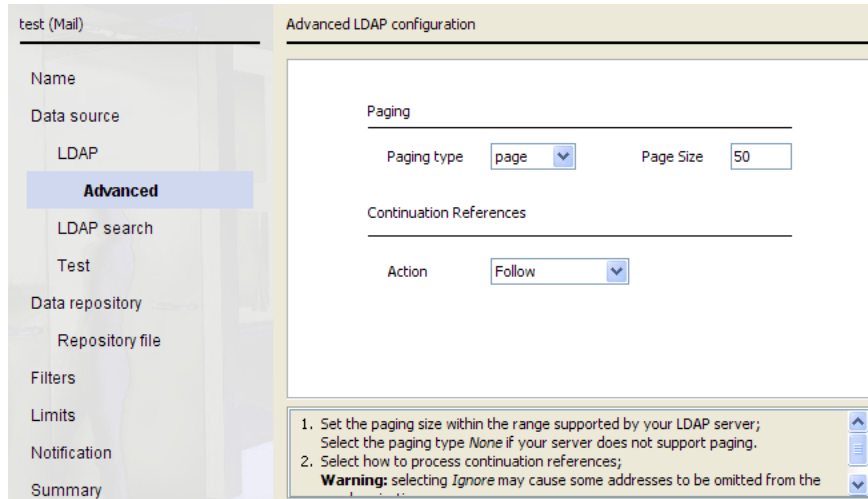 test (Mail)
Name
Data source
LDAP
Advanced
LDAP search
Test
Data repository
Repository file
Filters
Limits
Notification
Summary
Advanced LDAP configuration
Paging
Paging type page Page Size 50
Continuation References
Action Follow
1. Set the paging size within the range supported by your LDAP server;
Select the paging type None if your server does not support paging.
2. Select how to process continuation references;
Warning: selecting Ignore may cause some addresses to be omitted from the